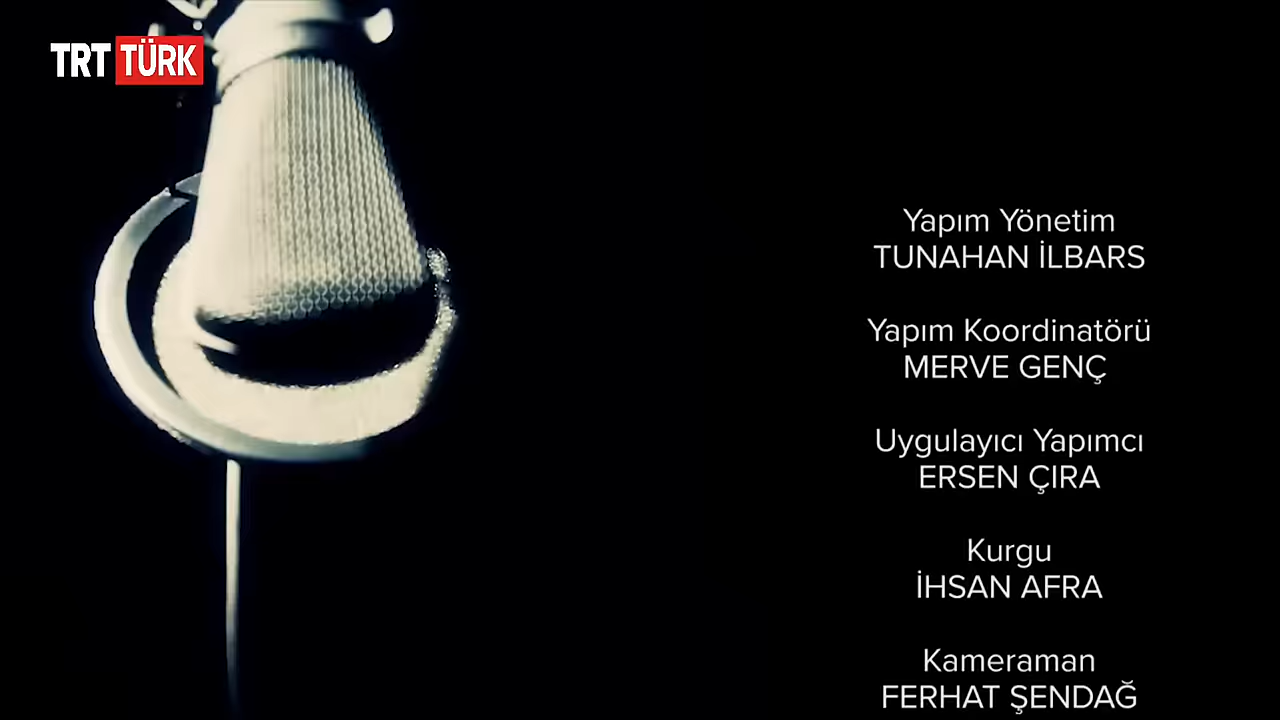 TRT TÜRK
Yapım Yönetim
TUNAHAN İLBARS
Yapım Koordinatörü
MERVE GENÇ
Uygulayıcı Yapımcı
ERSEN ÇIRA
Kurgu
İHSAN AFRA
Kameraman
FERHAT ŞENDAĞ